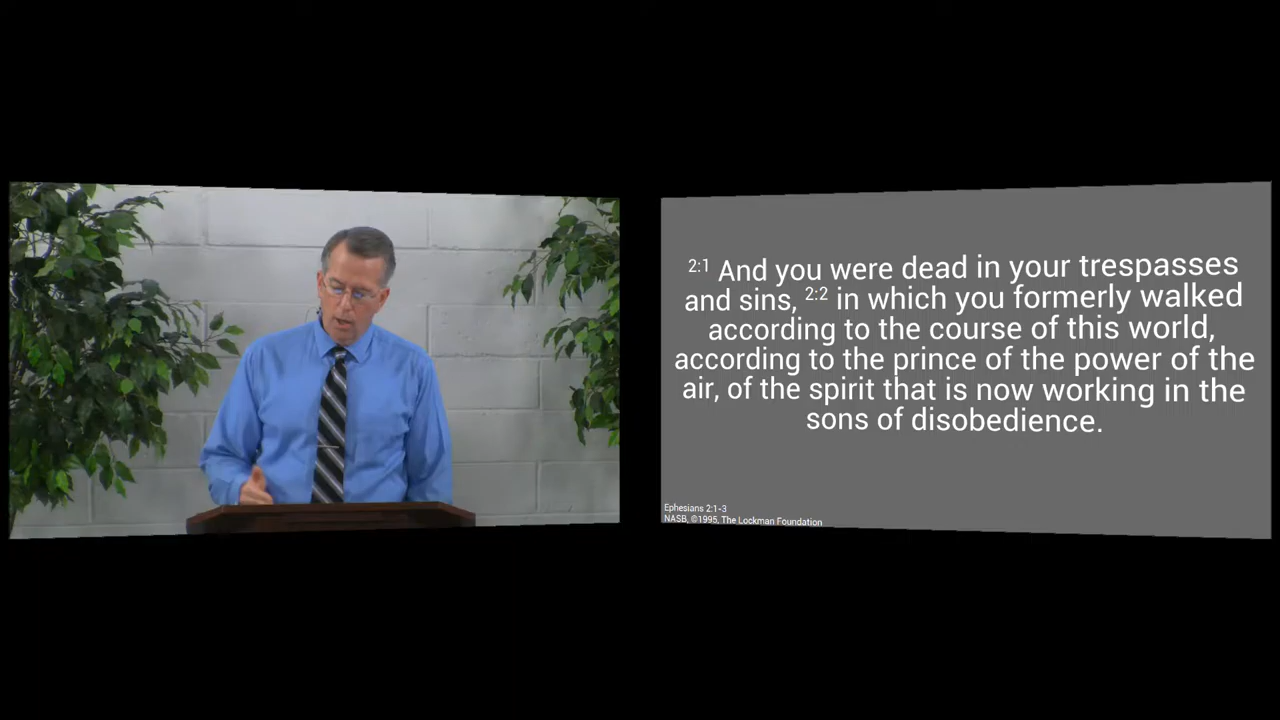 2:1 And you were dead in your trespasses
and sins, 2:2 in which you formerly walked
according to the course of this world,
according to the prince of the power of the
air, of the spirit that is now working in the
sons of disobedience.
Ephesians 2:1-3
NASB, ©1995, The Lockman Foundation